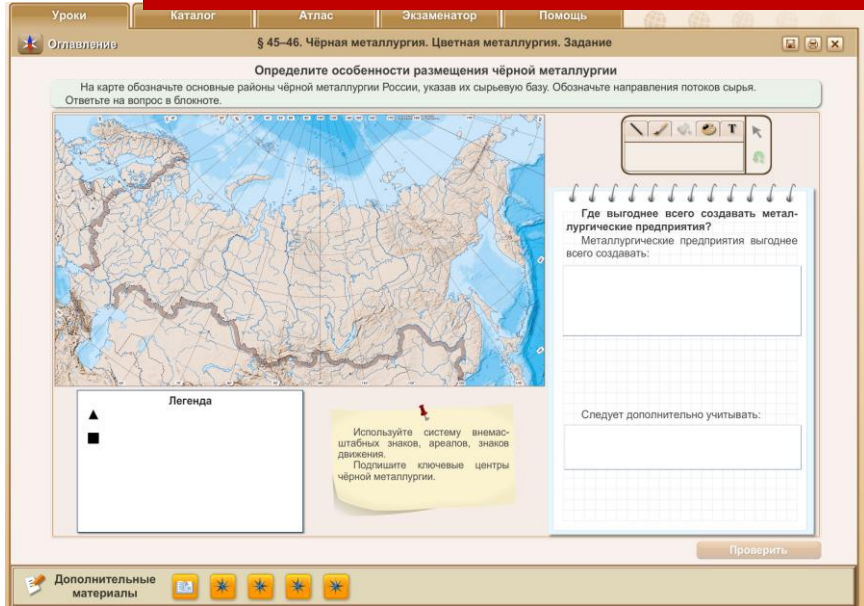 Уроки Каталог Атлас Экзаменатор Помощь
Оглавление § 45–46. Чёрная металлургия. Цветная металлургия. Задание
Определите особенности размещения чёрной металлургии
На карте обозначьте основные районы чёрной металлургии России, указав их сырьевую базу. Обозначьте направления потоков сырья.
Ответьте на вопрос в блокноте.
T
Где выгоднее всего создавать метал-
лургические предприятия?
Металлургические предприятия выгоднее
всего создавать:
Легенда
Используйте систему внемас-
штабных знаков, ареалов, знаков
движения.
Подпишите ключевые центры
чёрной металлургии.
Следует дополнительно учитывать:
Проверить
Дополнительные
материалы